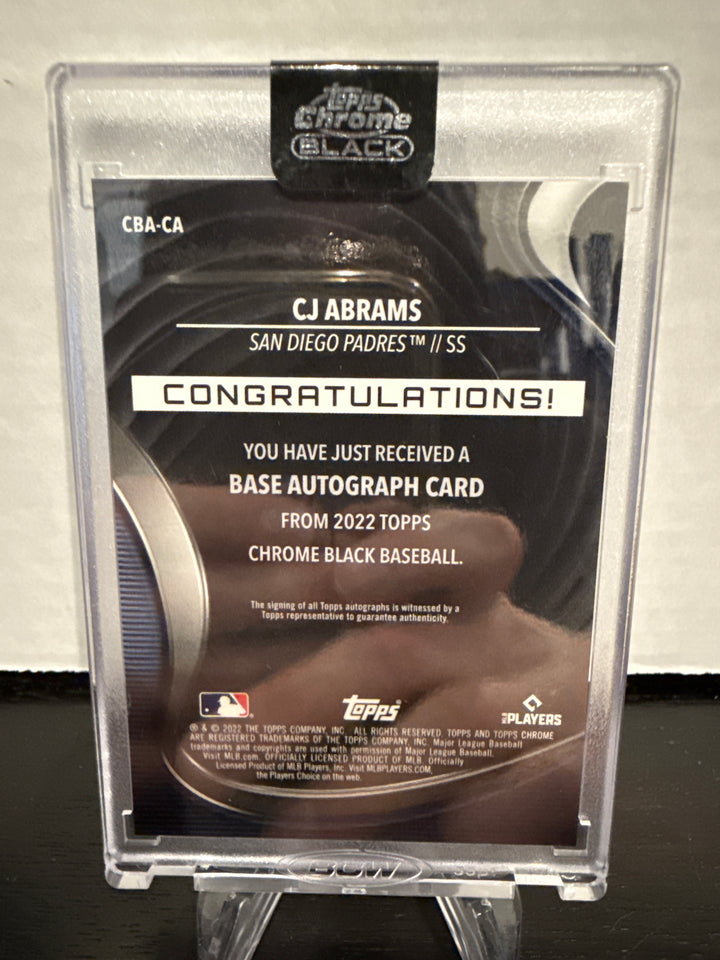 Topps
Chrome
BLACK
CBA-CA
CJ ABRAMS
SAN DIEGO PADRES™ // SS
CONGRATULATIONS!
YOU HAVE JUST RECEIVED A
BASE AUTOGRAPH CARD
FROM 2022 TOPPS
CHROME BLACK BASEBALL.
The signing of all Topps autographs is witnessed by a
Topps representative to guarantee authenticity.
Topps®
MLB PLAYERS
® & © 2022 THE TOPPS COMPANY, INC. ALL RIGHTS RESERVED. TOPPS AND TOPPS CHROME
ARE REGISTERED TRADEMARKS OF THE TOPPS COMPANY, INC. Major League Baseball
trademarks and copyrights are used with permission of Major League Baseball.
Visit MLB.com. OFFICIALLY LICENSED PRODUCT OF MLB. Officially
Licensed Product of MLB Players, Inc. Visit MLBPLAYERS.COM,
the Players Choice on the web.
BCW